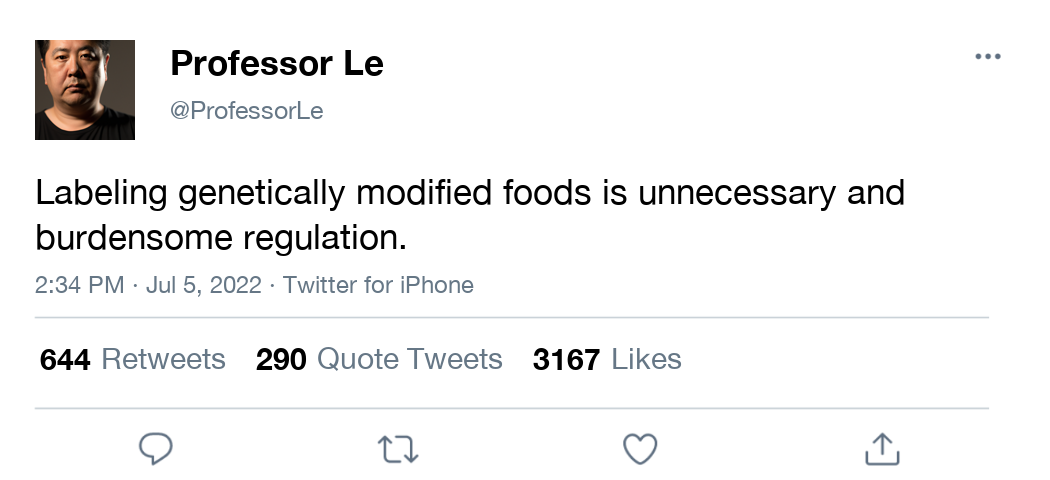 Professor Le
@ProfessorLe
Labeling genetically modified foods is unnecessary and
burdensome regulation.
2:34 PM · Jul 5, 2022 · Twitter for iPhone
644 Retweets 290 Quote Tweets 3167 Likes